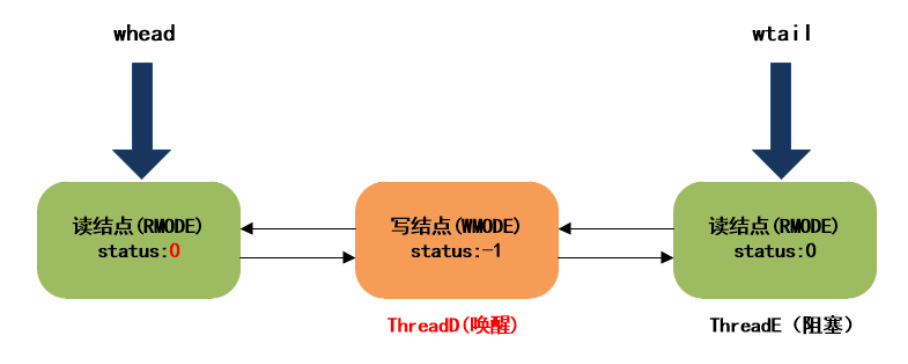 whead
wtail
读结点(RMODE)
status:0
写结点(WMODE)
status:-1
读结点(RMODE)
status:0
ThreadD(唤醒)
ThreadE（阻塞）